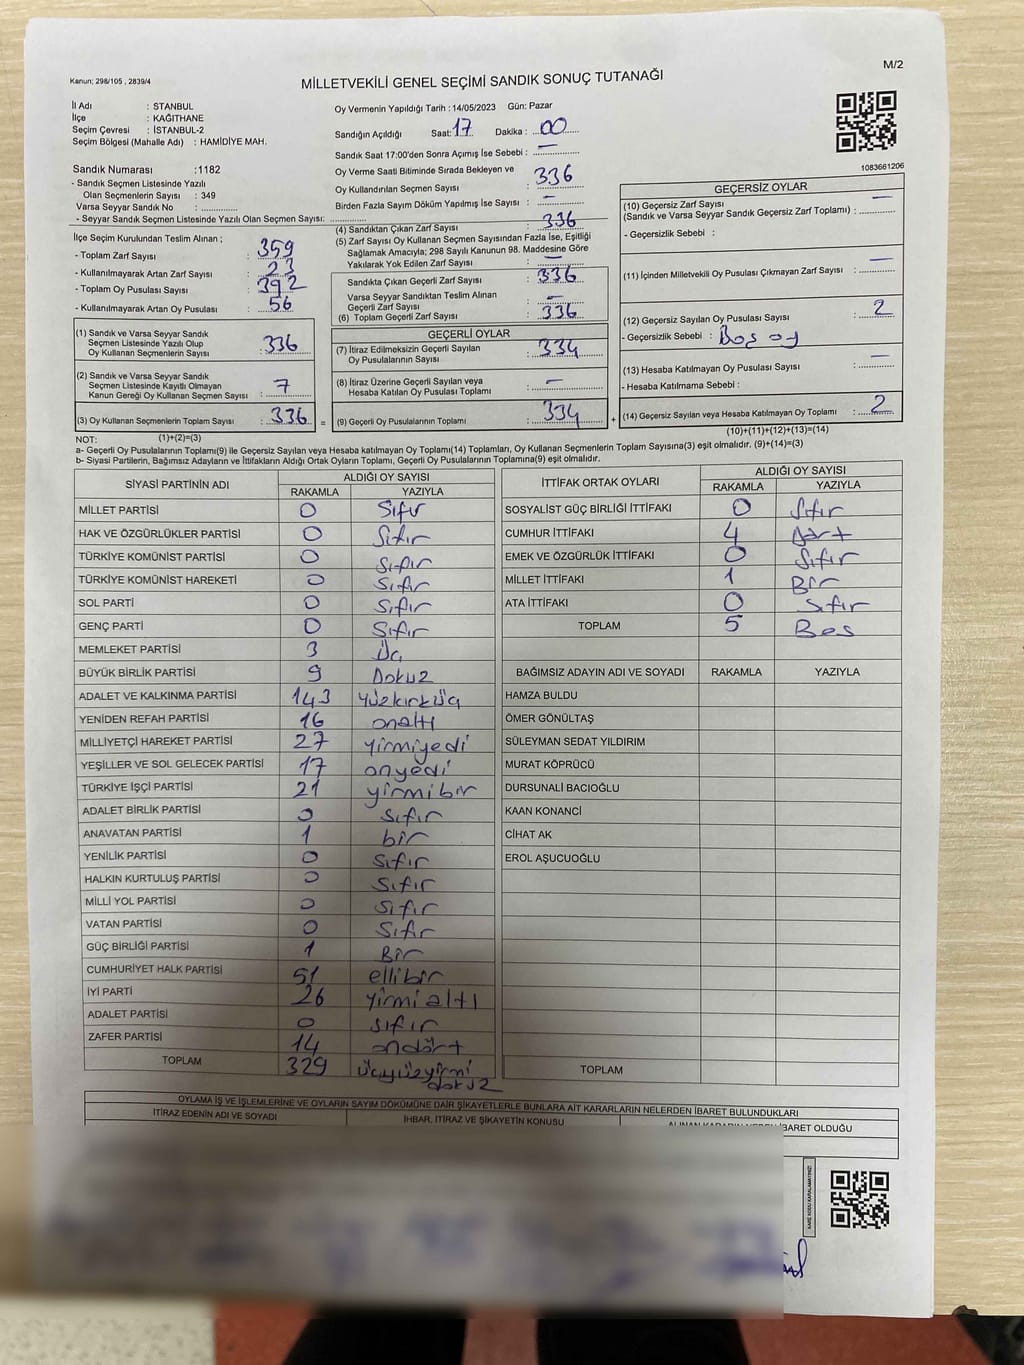 M/2
Kanun; 298/105 , 2839/4
MİLLETVEKİLİ GENEL SEÇİMİ SANDIK SONUÇ TUTANAĞI
İl Adı : STANBUL
İlçe : KAĞITHANE
Seçim Çevresi : İSTANBUL-2
Seçim Bölgesi (Mahalle Adı) : HAMİDİYE MAH.
Sandık Numarası :1182
- Sandık Seçmen Listesinde Yazılı
Olan Seçmenlerin Sayısı : 349
Varsa Seyyar Sandık No :
- Seyyar Sandık Seçmen Listesinde Yazılı Olan Seçmen Sayısı:
Oy Vermenin Yapıldığı Tarih : 14/05/2023 Gün: Pazar
Sandığın Açıldığı Saat: 17 Dakika : 00
Sandık Saat 17:00'den Sonra Açımış İse Sebebi : —
Oy Verme Saati Bitiminde Sırada Bekleyen ve
Oy Kullandırılan Seçmen Sayısı : 336
Birden Fazla Sayım Döküm Yapılmış İse Sayısı : —
1083661206
İlçe Seçim Kurulundan Teslim Alınan ;
- Toplam Zarf Sayısı : 359
- Kullanılmayarak Artan Zarf Sayısı : 23
- Toplam Oy Pusulası Sayısı : 392
- Kullanılmayarak Artan Oy Pusulası : 56
(1) Sandık ve Varsa Seyyar Sandık
Seçmen Listesinde Yazılı Olup
Oy Kullanan Seçmenlerin Sayısı : 336
(2) Sandık ve Varsa Seyyar Sandık
Seçmen Listesinde Kayıtlı Olmayan
Kanun Gereği Oy Kullanan Seçmen Sayısı : 7
(3) Oy Kullanan Seçmenlerin Toplam Sayısı : 336 =
(4) Sandıktan Çıkan Zarf Sayısı : 336
(5) Zarf Sayısı Oy Kullanan Seçmen Sayısından Fazla İse, Eşitliği
Sağlamak Amacıyla; 298 Sayılı Kanunun 98. Maddesine Göre
Yakılarak Yok Edilen Zarf Sayısı : —
Sandıkta Çıkan Geçerli Zarf Sayısı : 336
Varsa Seyyar Sandıktan Teslim Alınan
Geçerli Zarf Sayısı : —
(6) Toplam Geçerli Zarf Sayısı : 336
GEÇERLİ OYLAR
(7) İtiraz Edilmeksizin Geçerli Sayılan
Oy Pusulalarının Sayısı : 334
(8) İtiraz Üzerine Geçerli Sayılan veya
Hesaba Katılan Oy Pusulası Toplamı : —
(9) Geçerli Oy Pusulalarının Toplamı : 334 +
GEÇERSİZ OYLAR
(10) Geçersiz Zarf Sayısı
(Sandık ve Varsa Seyyar Sandık Geçersiz Zarf Toplamı) : —
- Geçersizlik Sebebi :
(11) İçinden Milletvekili Oy Pusulası Çıkmayan Zarf Sayısı : —
(12) Geçersiz Sayılan Oy Pusulası Sayısı : 2
- Geçersizlik Sebebi : Boş oy
(13) Hesaba Katılmayan Oy Pusulası Sayısı : —
- Hesaba Katılmama Sebebi :
(14) Geçersiz Sayılan veya Hesaba Katılmayan Oy Toplamı : 2
NOT: (1)+(2)=(3)
(10)+(11)+(12)+(13)=(14)
a- Geçerli Oy Pusulalarının Toplamı(9) ile Geçersiz Sayılan veya Hesaba katılmayan Oy Toplamı(14) Toplamları, Oy Kullanan Seçmenlerin Toplam Sayısına(3) eşit olmalıdır. (9)+(14)=(3)
b- Siyasi Partilerin, Bağımsız Adayların ve İttifakların Aldığı Ortak Oyların Toplamı, Geçerli Oy Pusulalarının Toplamına(9) eşit olmalıdır.
SİYASİ PARTİNİN ADI ALDIĞI OY SAYISI
RAKAMLA YAZIYLA
MİLLET PARTİSİ 0 Sıfır
HAK VE ÖZGÜRLÜKLER PARTİSİ 0 Sıfır
TÜRKİYE KOMÜNİST PARTİSİ 0 Sıfır
TÜRKİYE KOMÜNİST HAREKETİ 0 Sıfır
SOL PARTİ 0 Sıfır
GENÇ PARTİ 0 Sıfır
MEMLEKET PARTİSİ 3 Üç
BÜYÜK BİRLİK PARTİSİ 9 Dokuz
ADALET VE KALKINMA PARTİSİ 143 yüzkırküç
YENİDEN REFAH PARTİSİ 16 onaltı
MİLLİYETÇİ HAREKET PARTİSİ 27 yirmiyedi
YEŞİLLER VE SOL GELECEK PARTİSİ 17 onyedi
TÜRKİYE İŞÇİ PARTİSİ 21 yirmibir
ADALET BİRLİK PARTİSİ 0 sıfır
ANAVATAN PARTİSİ 1 bir
YENİLİK PARTİSİ 0 Sıfır
HALKIN KURTULUŞ PARTİSİ 0 Sıfır
MİLLİ YOL PARTİSİ 0 Sıfır
VATAN PARTİSİ 0 Sıfır
GÜÇ BİRLİĞİ PARTİSİ 1 Bir
CUMHURİYET HALK PARTİSİ 51 ellibir
İYİ PARTİ 26 yirmialtı
ADALET PARTİSİ 0 sıfır
ZAFER PARTİSİ 14 ondört
TOPLAM 329 üçyüzyirmi
dokuz
İTTİFAK ORTAK OYLARI ALDIĞI OY SAYISI
RAKAMLA YAZIYLA
SOSYALİST GÜÇ BİRLİĞİ İTTİFAKI 0 Sıfır
CUMHUR İTTİFAKI 4 dört
EMEK VE ÖZGÜRLÜK İTTİFAKI 0 Sıfır
MİLLET İTTİFAKI 1 Bir
ATA İTTİFAKI 0 Sıfır
TOPLAM 5 Bes
BAĞIMSIZ ADAYIN ADI VE SOYADI RAKAMLA YAZIYLA
HAMZA BULDU
ÖMER GÖNÜLTAŞ
SÜLEYMAN SEDAT YILDIRIM
MURAT KÖPRÜCÜ
DURSUNALİ BACIOĞLU
KAAN KONANCİ
CİHAT AK
EROL AŞUCUOĞLU
TOPLAM
OYLAMA İŞ VE İŞLEMLERİNE VE OYLARIN SAYIM DÖKÜMÜNE DAİR ŞİKAYETLERLE BUNLARA AİT KARARLARIN NELERDEN İBARET BULUNDUKLARI
İTİRAZ EDENİN ADI VE SOYADI İHBAR, İTİRAZ VE ŞİKAYETİN KONUSU İBARET OLDUĞU